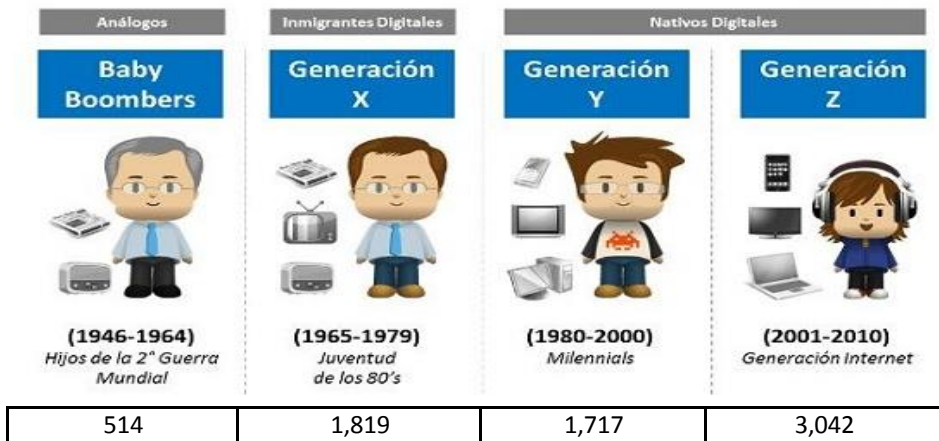 Análogos
Inmigrantes Digitales
Nativos Digitales
Baby
Boombers
Generación
X
Generación
Y
Generación
Z
(1946-1964)
Hijos de la 2° Guerra
Mundial
(1965-1979)
Juventud
de los 80's
(1980-2000)
Milennials
(2001-2010)
Generación Internet
514
1,819
1,717
3,042